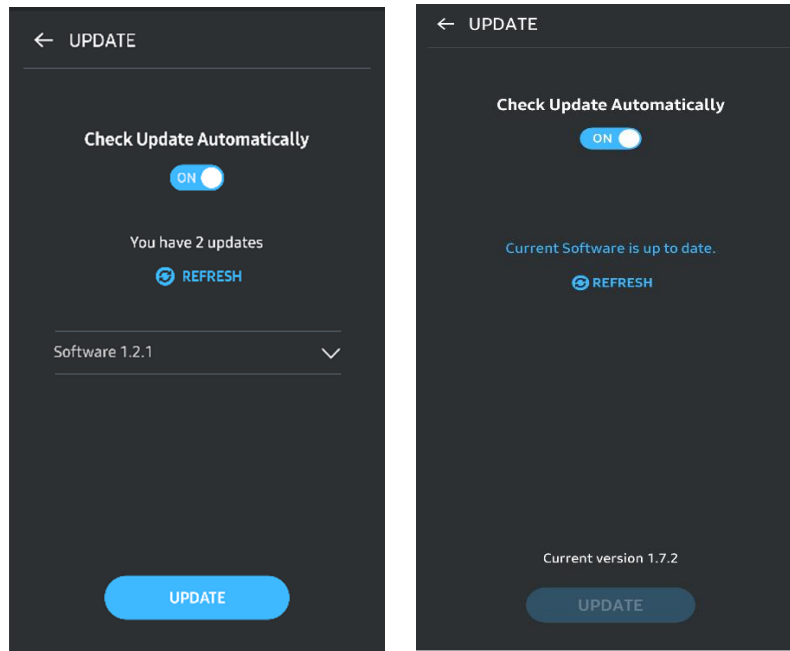 UPDATE
Check Update Automatically
ON
You have 2 updates
REFRESH
Software 1.2.1
UPDATE
UPDATE
Check Update Automatically
ON
Current Software is up to date.
REFRESH
Current version 1.7.2
UPDATE